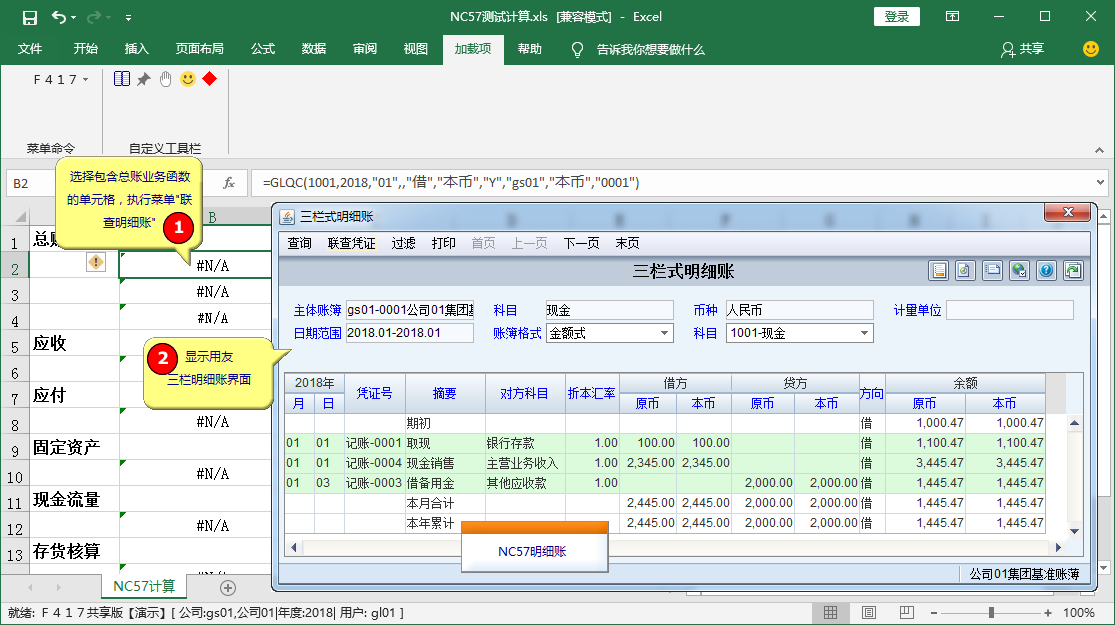 NC57测试计算.xls [兼容模式] - Excel
登录
文件 开始 插入 页面布局 公式 数据 审阅 视图 加载项 帮助 告诉我你想要做什么 共享
F 4 1 7
菜单命令 自定义工具栏
选择包含总账业务函数
的单元格，执行菜单"联
查明细账"
1
B2 fx =GLQC(1001,2018,"01",,"借","本币","Y","gs01","本币","0001")
B
1
2 #N/A
3 #N/A
4 #N/A
5 应收
6
7 应付
8 #N/A
9 固定资产
10 #N/A
11 现金流量
12 #N/A
13 存货核算
2 显示用友
三栏明细账界面
三栏式明细账
查询 联查凭证 过滤 打印 首页 上一页 下一页 末页
三栏式明细账
主体账簿 gs01-0001公司01集团基 科目 现金 币种 人民币 计量单位
日期范围 2018.01-2018.01 账簿格式 金额式 科目 1001-现金
2018年 凭证号 摘要 对方科目 折本汇率 借方 贷方 方向 余额
月 日 原币 本币 原币 本币 原币 本币
期初 借 1,000.47 1,000.47
01 01 记账-0001 取现 银行存款 1.00 100.00 100.00 借 1,100.47 1,100.47
01 01 记账-0004 现金销售 主营业务收入 1.00 2,345.00 2,345.00 借 3,445.47 3,445.47
01 03 记账-0003 借备用金 其他应收款 1.00 2,000.00 2,000.00 借 1,445.47 1,445.47
本月合计 2,445.00 2,445.00 2,000.00 2,000.00 借 1,445.47 1,445.47
本年累计 2,445.00 2,445.00 2,000.00 2,000.00 借 1,445.47 1,445.47
NC57明细账
公司01集团基准账簿
NC57计算
就绪: F 4 1 7 共享版【演示】[ 公司:gs01,公司01|年度:2018| 用户: gl01 ] 100%